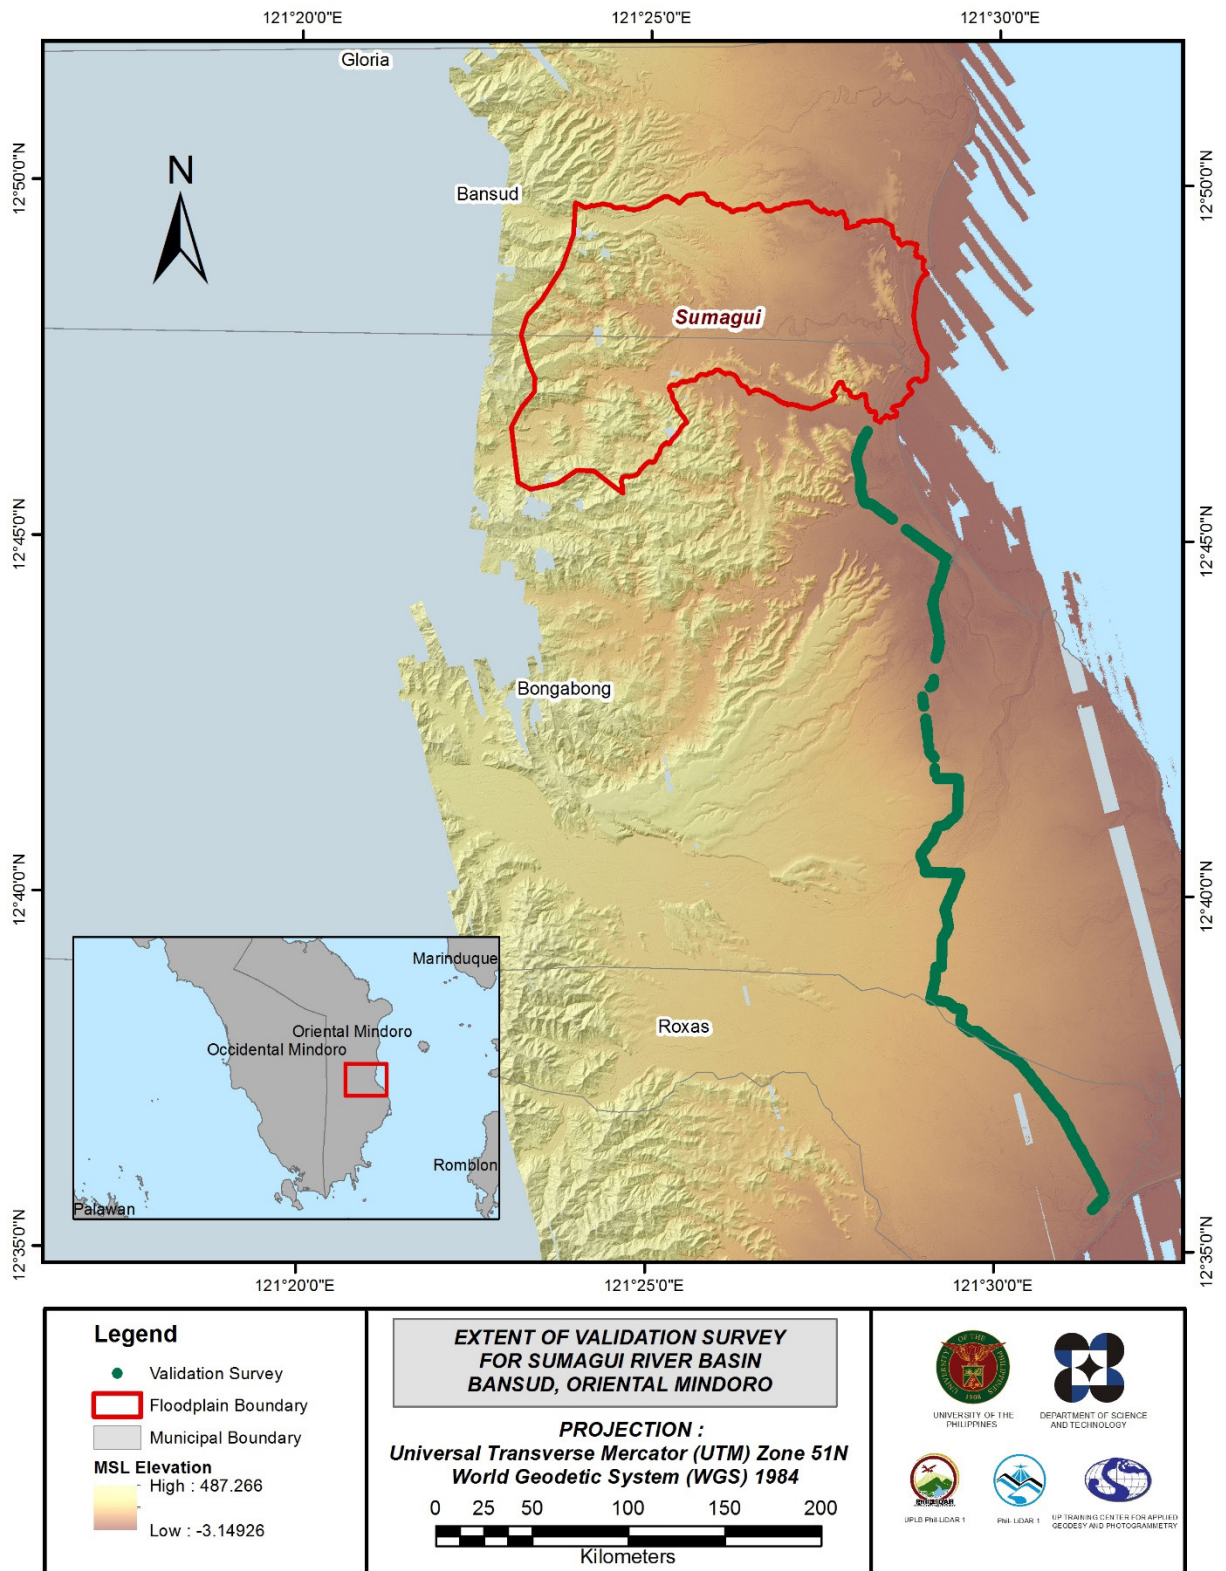 121°20'0"E 121°25'0"E 121°30'0"E
Gloria
12°50'0"N 12°50'0"N
N
Bansud
Sumagui
12°45'0"N 12°45'0"N
Bongabong
12°40'0"N 12°40'0"N
Marinduque
Roxas
Oriental Mindoro
Occidental Mindoro
Romblon
Palawan
12°35'0"N 12°35'0"N
121°20'0"E 121°25'0"E 121°30'0"E
Legend
Validation Survey
Floodplain Boundary
Municipal Boundary
MSL Elevation
High : 487.266
Low : -3.14926
EXTENT OF VALIDATION SURVEY
FOR SUMAGUI RIVER BASIN
BANSUD, ORIENTAL MINDORO
PROJECTION :
Universal Transverse Mercator (UTM) Zone 51N
World Geodetic System (WGS) 1984
0 25 50 100 150 200
Kilometers
UNIVERSITY OF THE PHILIPPINES
1908
UNIVERSITY OF THE
PHILIPPINES
DEPARTMENT OF SCIENCE
AND TECHNOLOGY
UPLB Phil-LiDAR 1
Phil- LiDAR 1
UP TRAINING CENTER FOR APPLIED
GEODESY AND PHOTOGRAMMETRY